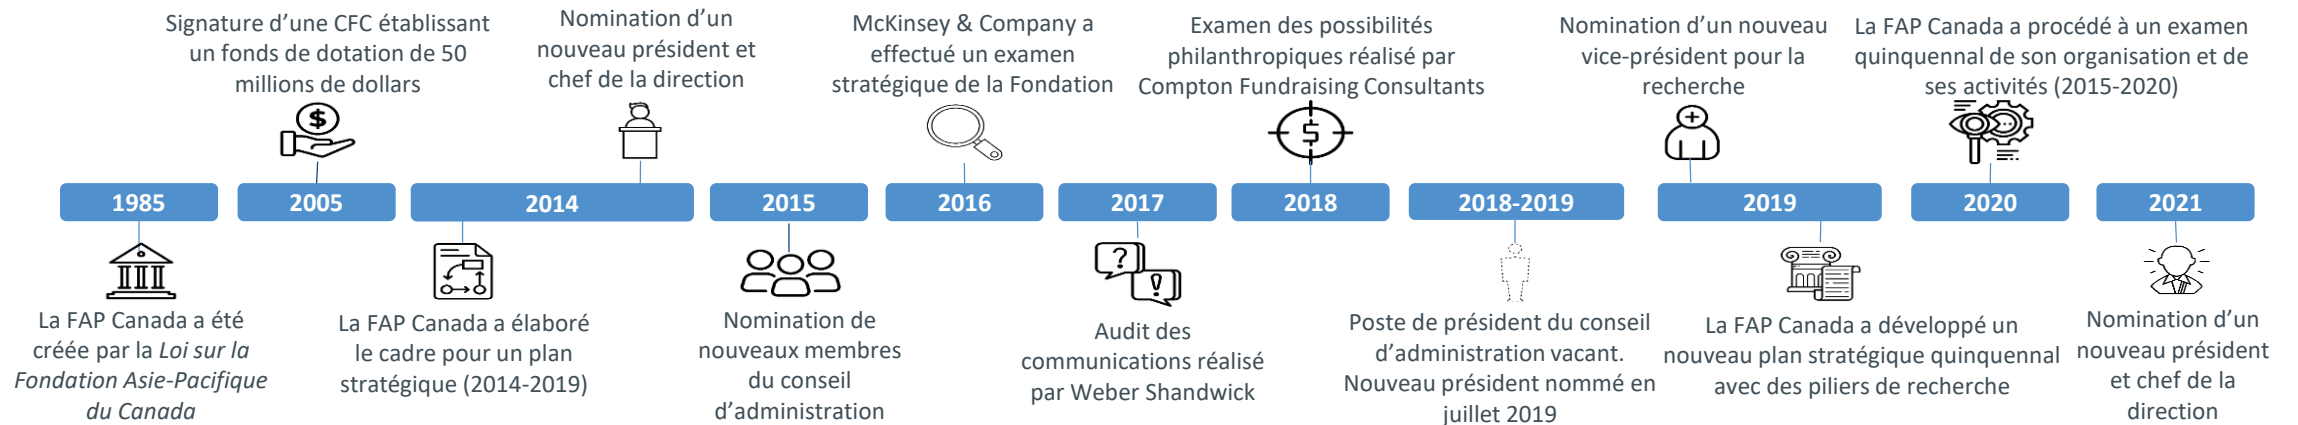 Signature d’une CFC établissant
un fonds de dotation de 50
millions de dollars
Nomination d’un
nouveau président et
chef de la direction
McKinsey & Company a
effectué un examen
stratégique de la Fondation
Examen des possibilités
philanthropiques réalisé par
Compton Fundraising Consultants
Nomination d’un nouveau
vice-président pour la
recherche
La FAP Canada a procédé à un examen
quinquennal de son organisation et de
ses activités (2015-2020)
1985
2005
2014
2015
2016
2017
2018
2018-2019
2019
2020
2021
La FAP Canada a été
créée par la Loi sur la
Fondation Asie-Pacifique
du Canada
La FAP Canada a élaboré
le cadre pour un plan
stratégique (2014-2019)
Nomination de
nouveaux membres
du conseil
d’administration
Audit des
communications réalisé
par Weber Shandwick
Poste de président du conseil
d’administration vacant.
Nouveau président nommé en
juillet 2019
La FAP Canada a développé un
nouveau plan stratégique quinquennal
avec des piliers de recherche
Nomination d’un
nouveau président
et chef de la
direction